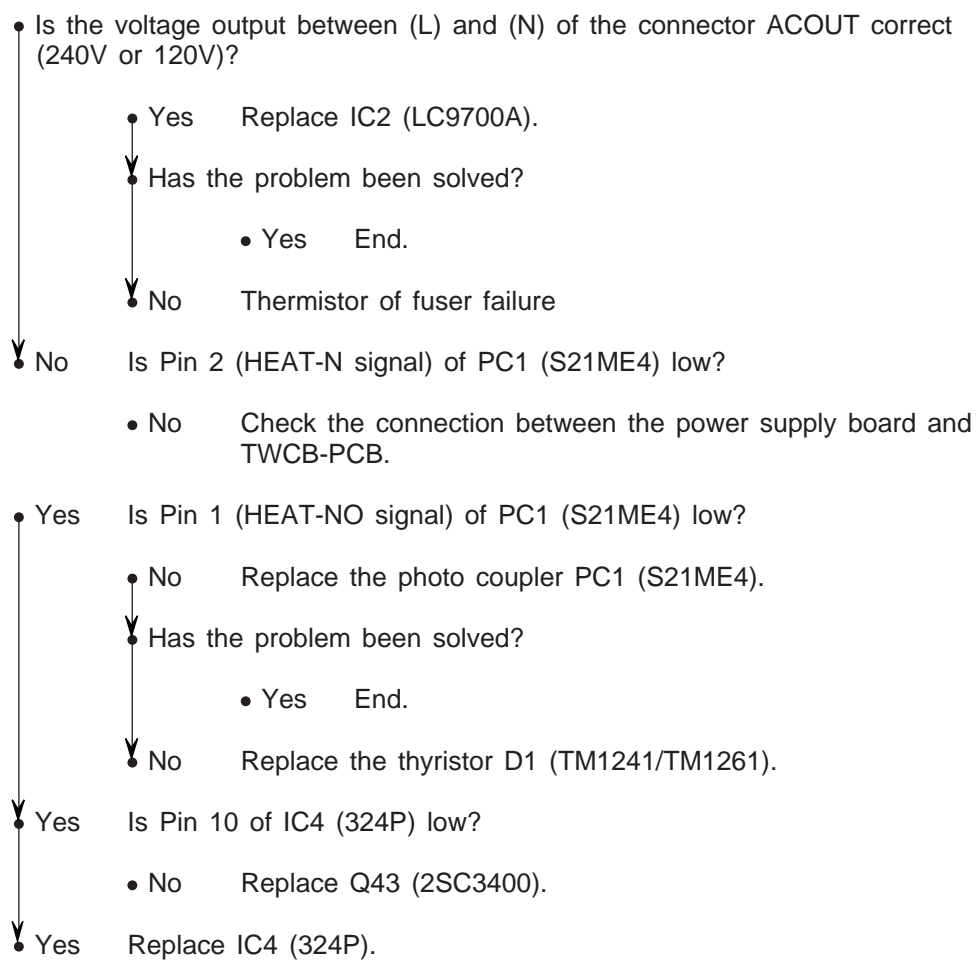 • Is the voltage output between (L) and (N) of the connector ACOUT correct
(240V or 120V)?
• Yes Replace IC2 (LC9700A).
• Has the problem been solved?
• Yes End.
• No Thermistor of fuser failure
• No Is Pin 2 (HEAT-N signal) of PC1 (S21ME4) low?
• No Check the connection between the power supply board and
TWCB-PCB.
• Yes Is Pin 1 (HEAT-NO signal) of PC1 (S21ME4) low?
• No Replace the photo coupler PC1 (S21ME4).
• Has the problem been solved?
• Yes End.
• No Replace the thyristor D1 (TM1241/TM1261).
• Yes Is Pin 10 of IC4 (324P) low?
• No Replace Q43 (2SC3400).
• Yes Replace IC4 (324P).